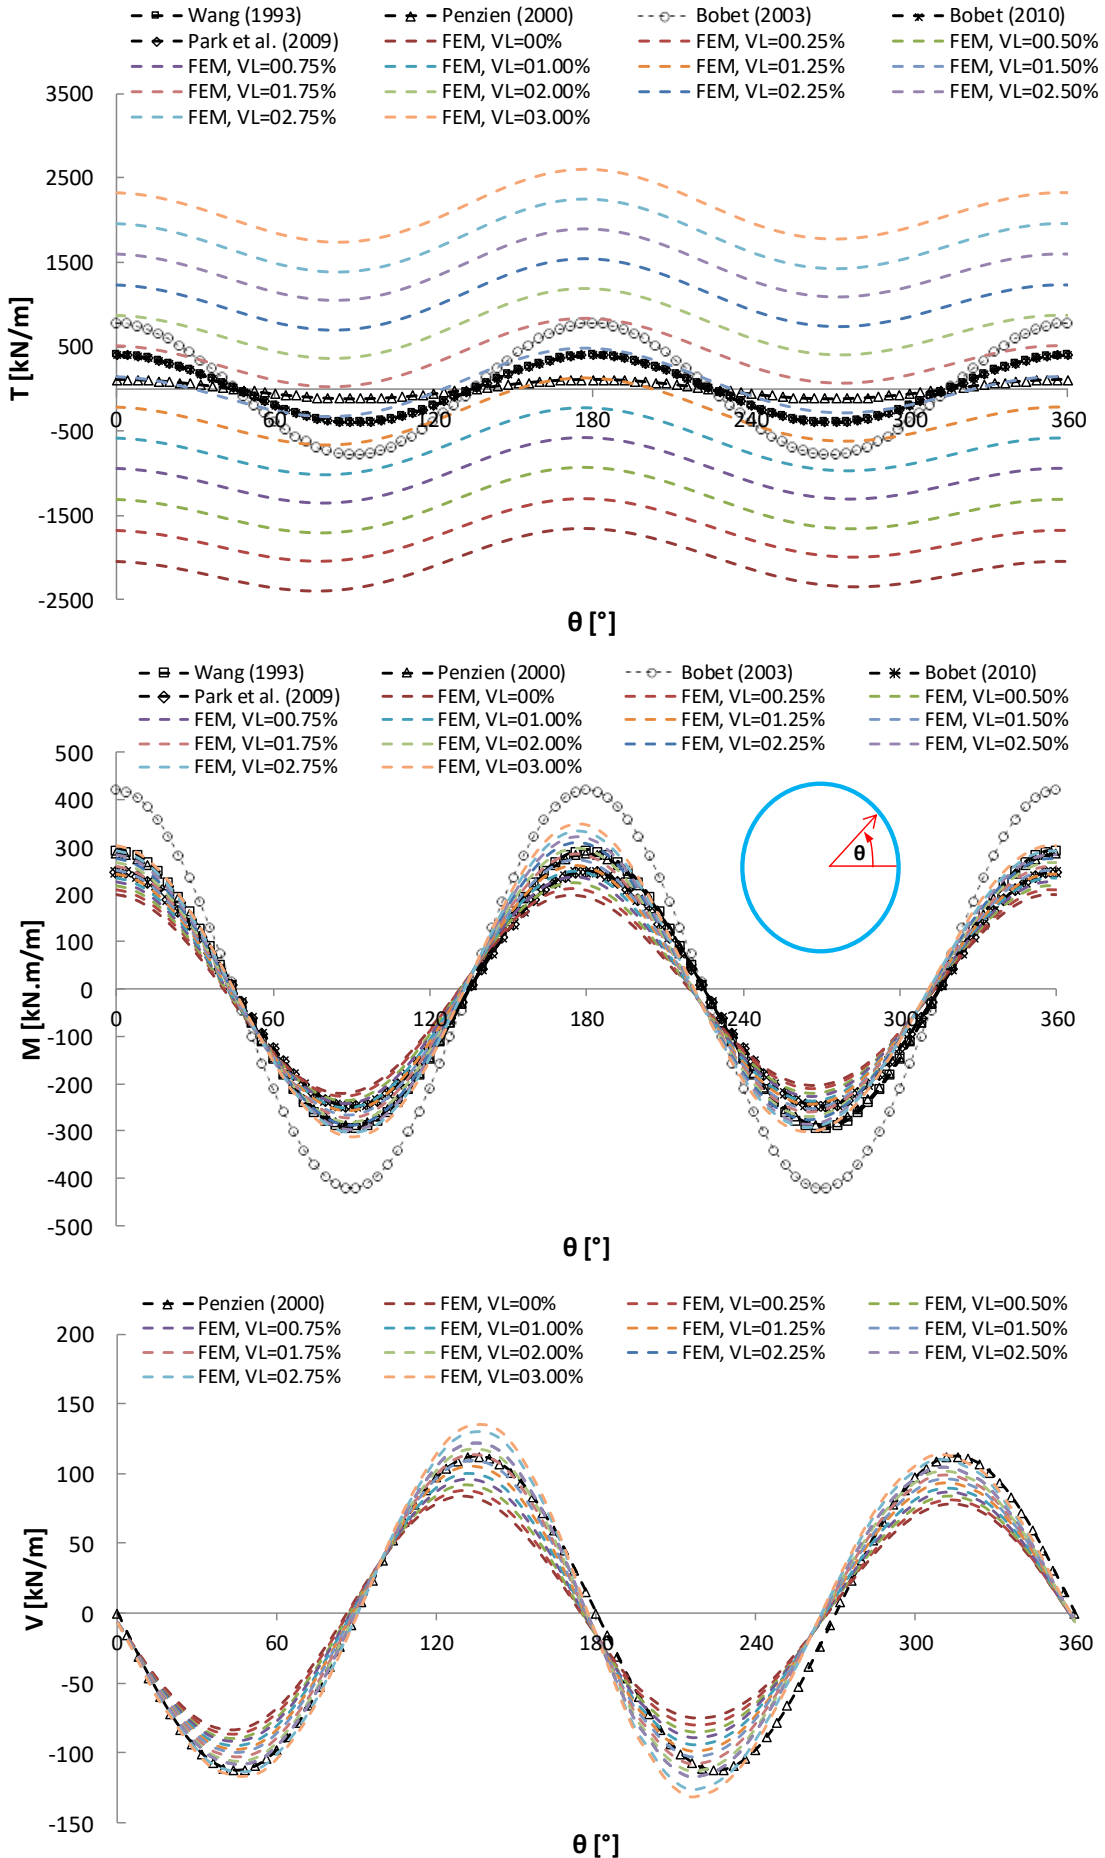 Wang (1993) Penzien (2000) Bobet (2003) Bobet (2010)
Park et al. (2009) FEM, VL=00% FEM, VL=00.25% FEM, VL=00.50%
FEM, VL=00.75% FEM, VL=01.00% FEM, VL=01.25% FEM, VL=01.50%
FEM, VL=01.75% FEM, VL=02.00% FEM, VL=02.25% FEM, VL=02.50%
FEM, VL=02.75% FEM, VL=03.00%
3500
2500
1500
500
-500
-1500
-2500
T [kN/m]
0 60 120 180 240 300 360
θ [°]
Wang (1993) Penzien (2000) Bobet (2003) Bobet (2010)
Park et al. (2009) FEM, VL=00% FEM, VL=00.25% FEM, VL=00.50%
FEM, VL=00.75% FEM, VL=01.00% FEM, VL=01.25% FEM, VL=01.50%
FEM, VL=01.75% FEM, VL=02.00% FEM, VL=02.25% FEM, VL=02.50%
FEM, VL=02.75% FEM, VL=03.00%
500
400
300
200
100
0
-100
-200
-300
-400
-500
M [kN.m/m]
θ
0 60 120 180 240 300 360
θ [°]
Penzien (2000) FEM, VL=00% FEM, VL=00.25% FEM, VL=00.50%
FEM, VL=00.75% FEM, VL=01.00% FEM, VL=01.25% FEM, VL=01.50%
FEM, VL=01.75% FEM, VL=02.00% FEM, VL=02.25% FEM, VL=02.50%
FEM, VL=02.75% FEM, VL=03.00%
200
150
100
50
0
-50
-100
-150
V [kN/m]
0 60 120 180 240 300 360
θ [°]